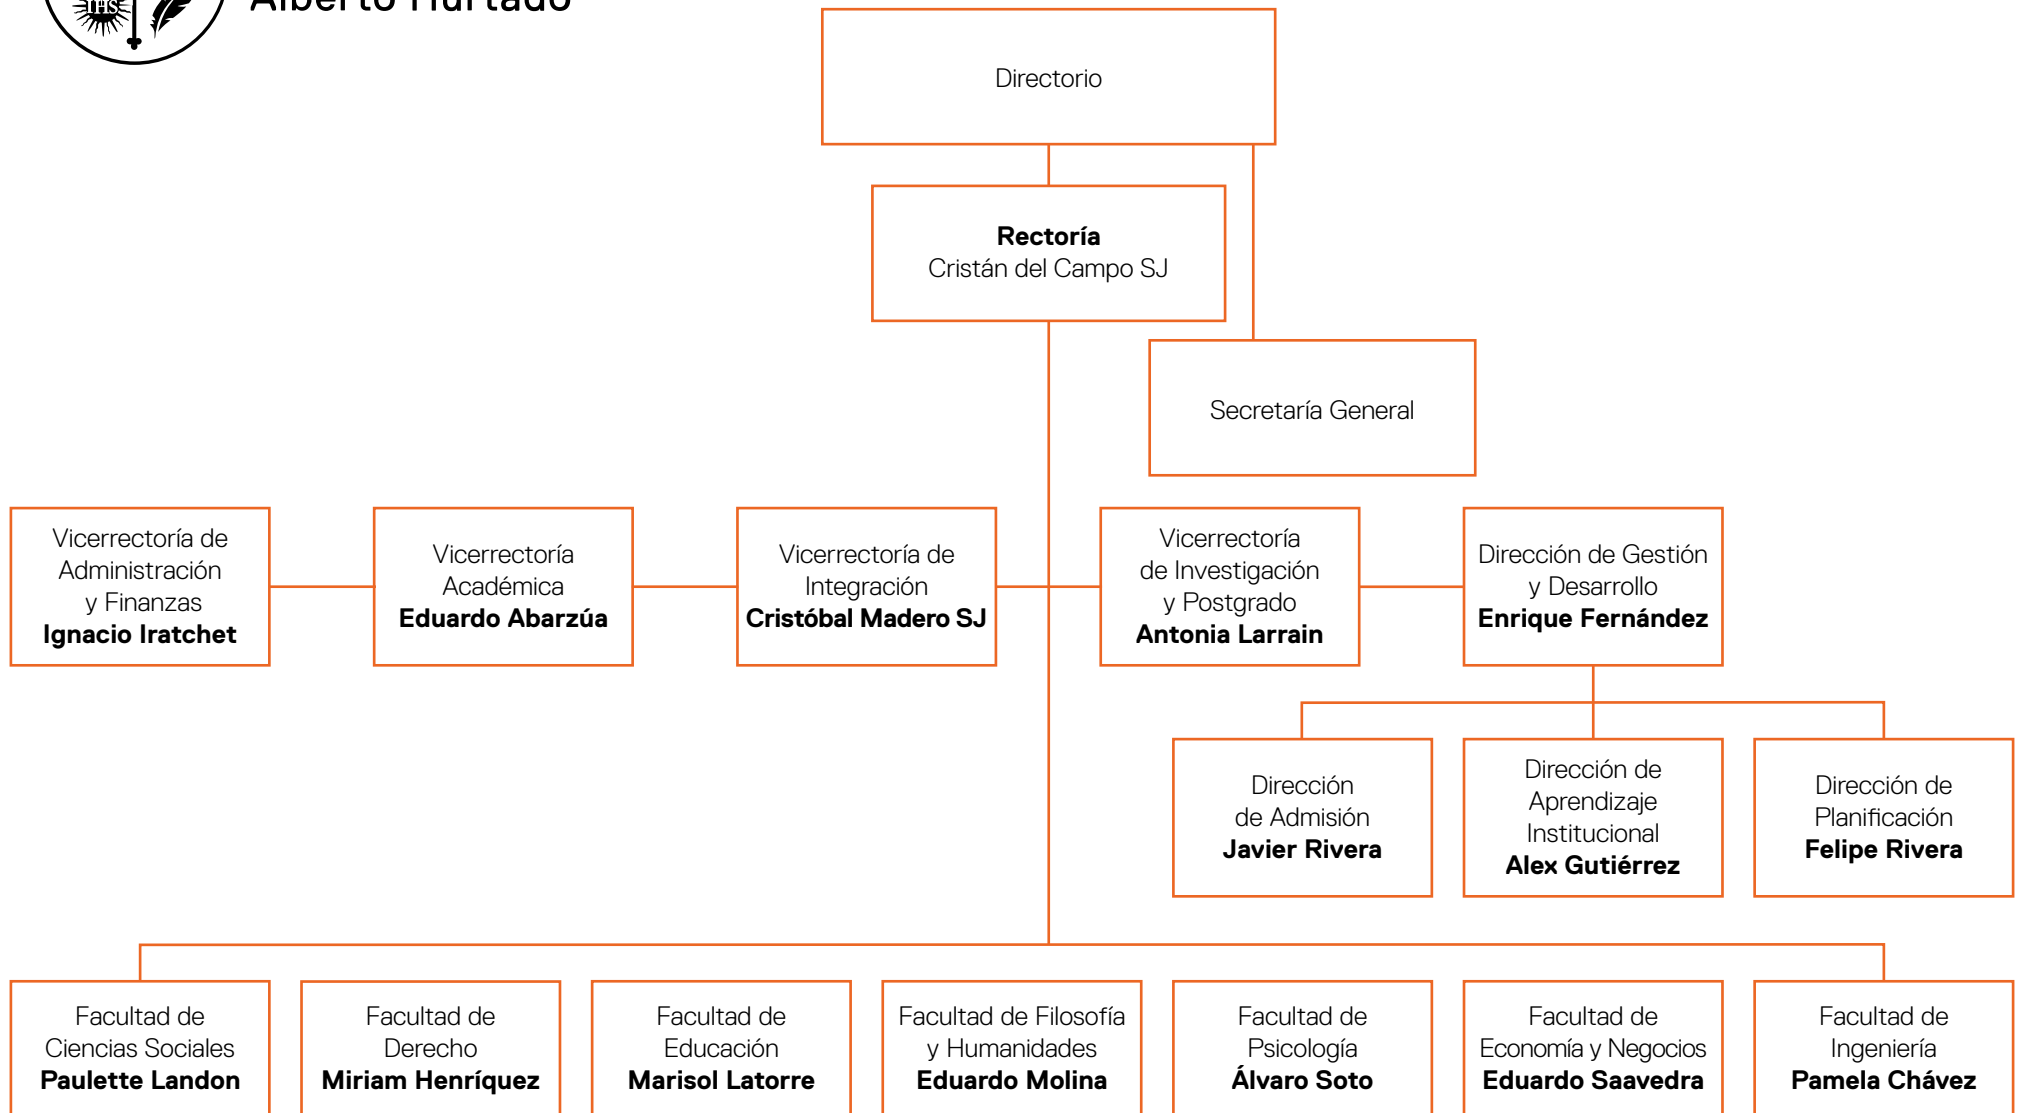 IHS
Alberto Hurtado
Directorio
Rectoría
Cristán del Campo SJ
Secretaría General
Vicerrectoría de
Administración
y Finanzas
Ignacio Iratchet
Vicerrectoría
Académica
Eduardo Abarzúa
Vicerrectoría de
Integración
Cristóbal Madero SJ
Vicerrectoría
de Investigación
y Postgrado
Antonia Larrain
Dirección de Gestión
y Desarrollo
Enrique Fernández
Dirección
de Admisión
Javier Rivera
Dirección de
Aprendizaje
Institucional
Alex Gutiérrez
Dirección de
Planificación
Felipe Rivera
Facultad de
Ciencias Sociales
Paulette Landon
Facultad de
Derecho
Miriam Henríquez
Facultad de
Educación
Marisol Latorre
Facultad de Filosofía
y Humanidades
Eduardo Molina
Facultad de
Psicología
Álvaro Soto
Facultad de
Economía y Negocios
Eduardo Saavedra
Facultad de
Ingeniería
Pamela Chávez